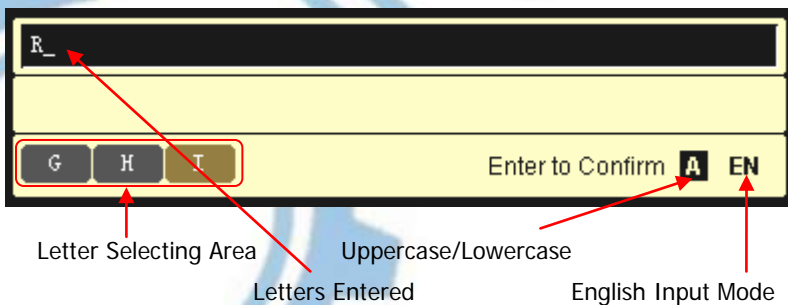 R_
G H I Enter to Confirm A EN
Letter Selecting Area Uppercase/Lowercase
Letters Entered English Input Mode